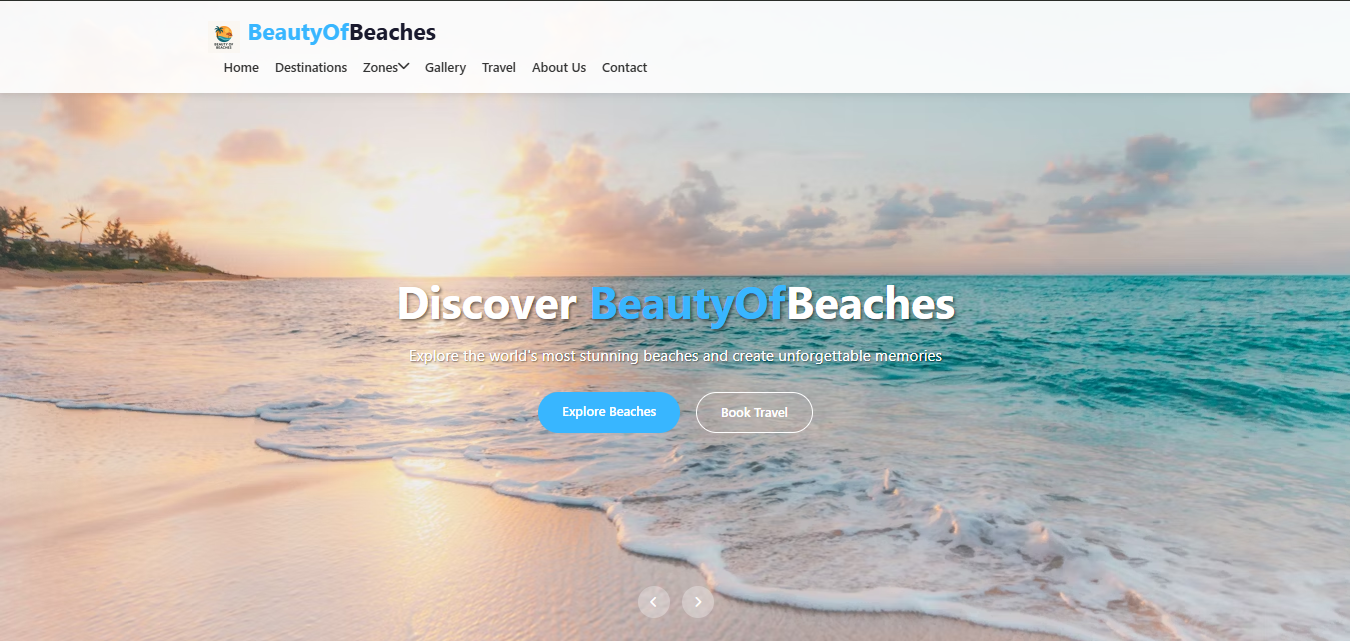 BEAUTY OF
BEACHES
BeautyOfBeaches
Home Destinations Zones Gallery Travel About Us Contact
Discover BeautyOfBeaches
Explore the world's most stunning beaches and create unforgettable memories
Explore Beaches Book Travel